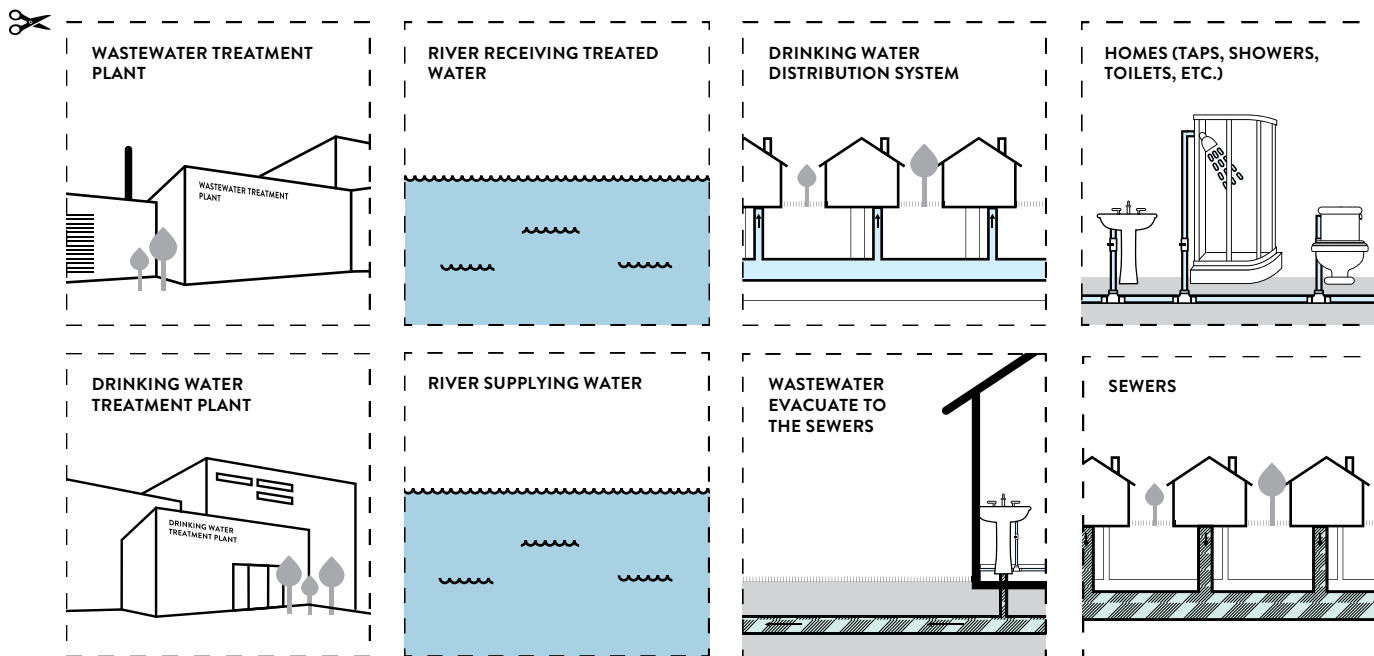 WASTEWATER TREATMENT
PLANT
WASTEWATER TREATMENT
PLANT
RIVER RECEIVING TREATED
WATER
DRINKING WATER
DISTRIBUTION SYSTEM
HOMES (TAPS, SHOWERS,
TOILETS, ETC.)
DRINKING WATER
TREATMENT PLANT
DRINKING WATER
TREATMENT PLANT
RIVER SUPPLYING WATER
WASTEWATER
EVACUATE TO
THE SEWERS
SEWERS